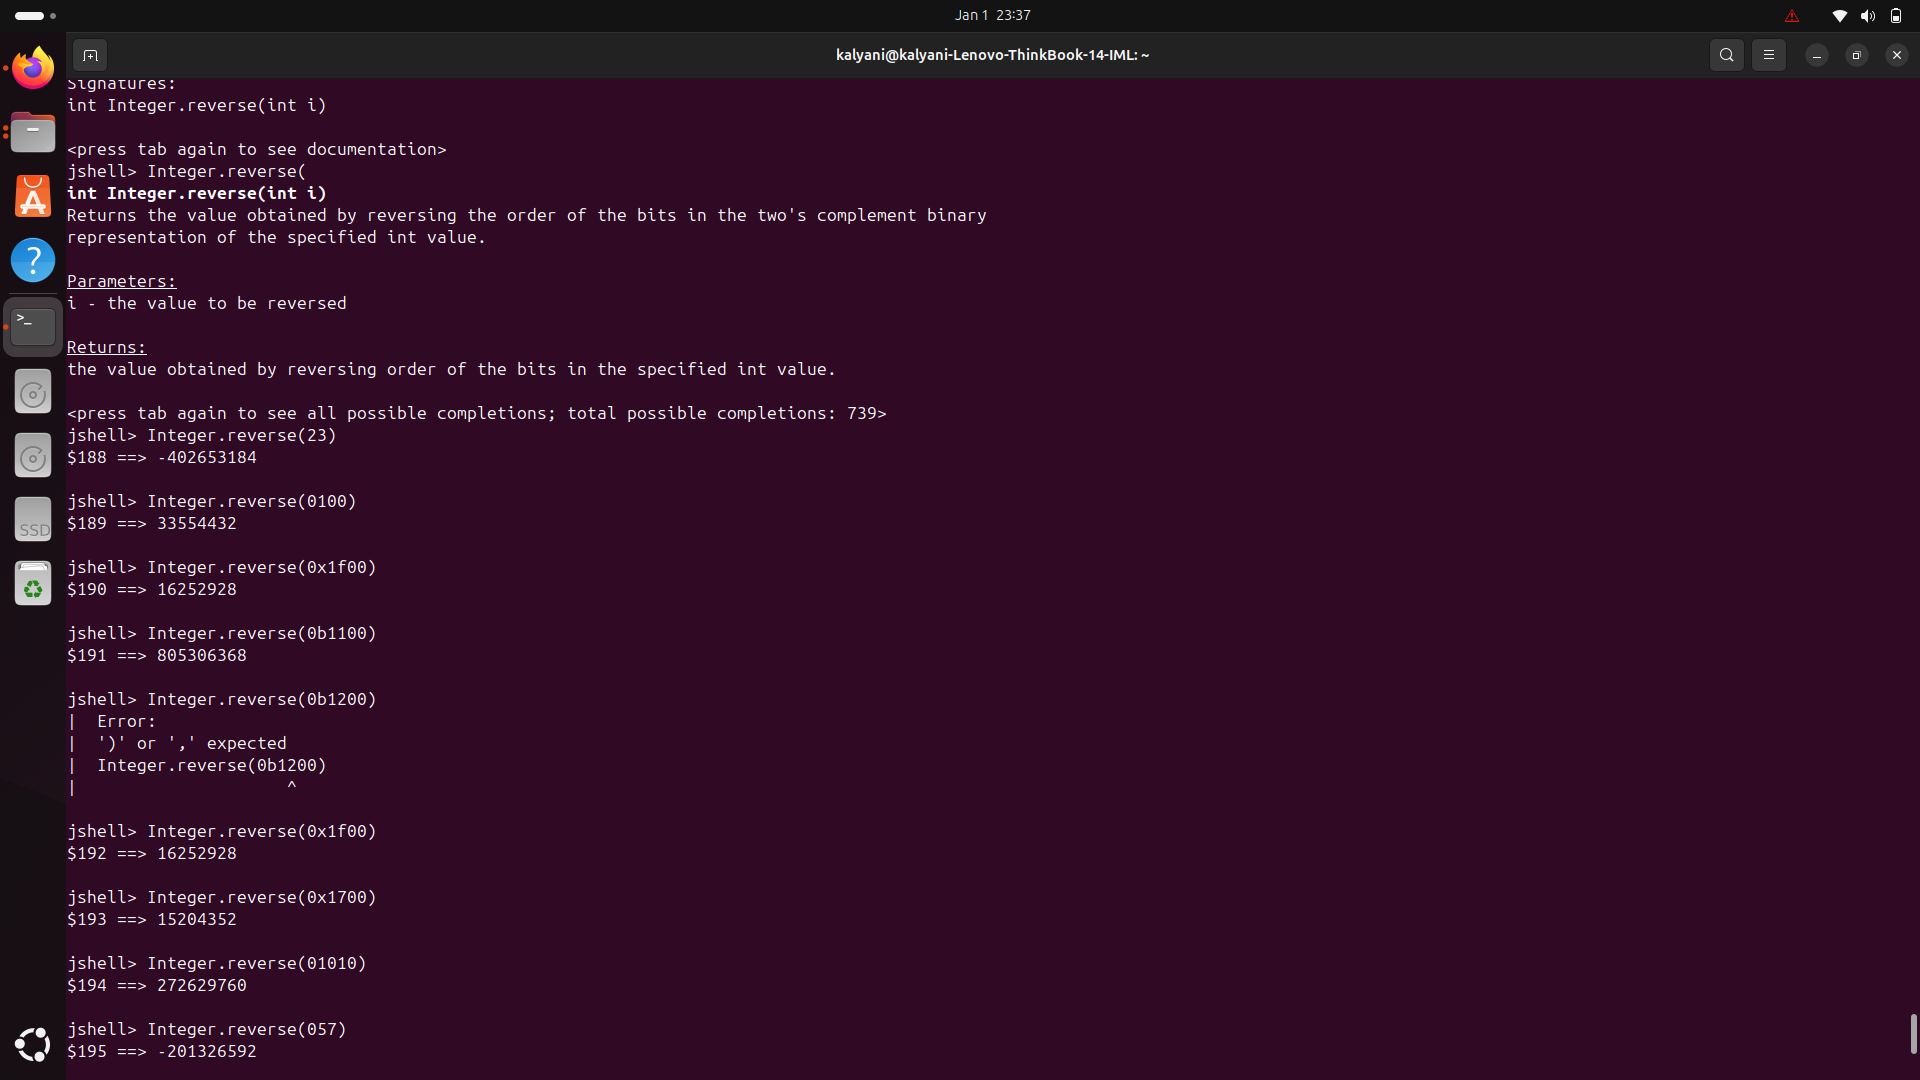 Jan 1 23:37
kalyani@kalyani-Lenovo-ThinkBook-14-IML: ~
Signatures:
int Integer.reverse(int i)
<press tab again to see documentation>
jshell> Integer.reverse(
int Integer.reverse(int i)
Returns the value obtained by reversing the order of the bits in the two's complement binary
representation of the specified int value.
Parameters:
i - the value to be reversed
Returns:
the value obtained by reversing order of the bits in the specified int value.
<press tab again to see all possible completions; total possible completions: 739>
jshell> Integer.reverse(23)
$188 ==> -402653184
jshell> Integer.reverse(0100)
$189 ==> 33554432
jshell> Integer.reverse(0x1f00)
$190 ==> 16252928
jshell> Integer.reverse(0b1100)
$191 ==> 805306368
jshell> Integer.reverse(0b1200)
|  Error:
|  ')' or ',' expected
|  Integer.reverse(0b1200)
|                      ^
jshell> Integer.reverse(0x1f00)
$192 ==> 16252928
jshell> Integer.reverse(0x1700)
$193 ==> 15204352
jshell> Integer.reverse(01010)
$194 ==> 272629760
jshell> Integer.reverse(057)
$195 ==> -201326592
>_
SSD